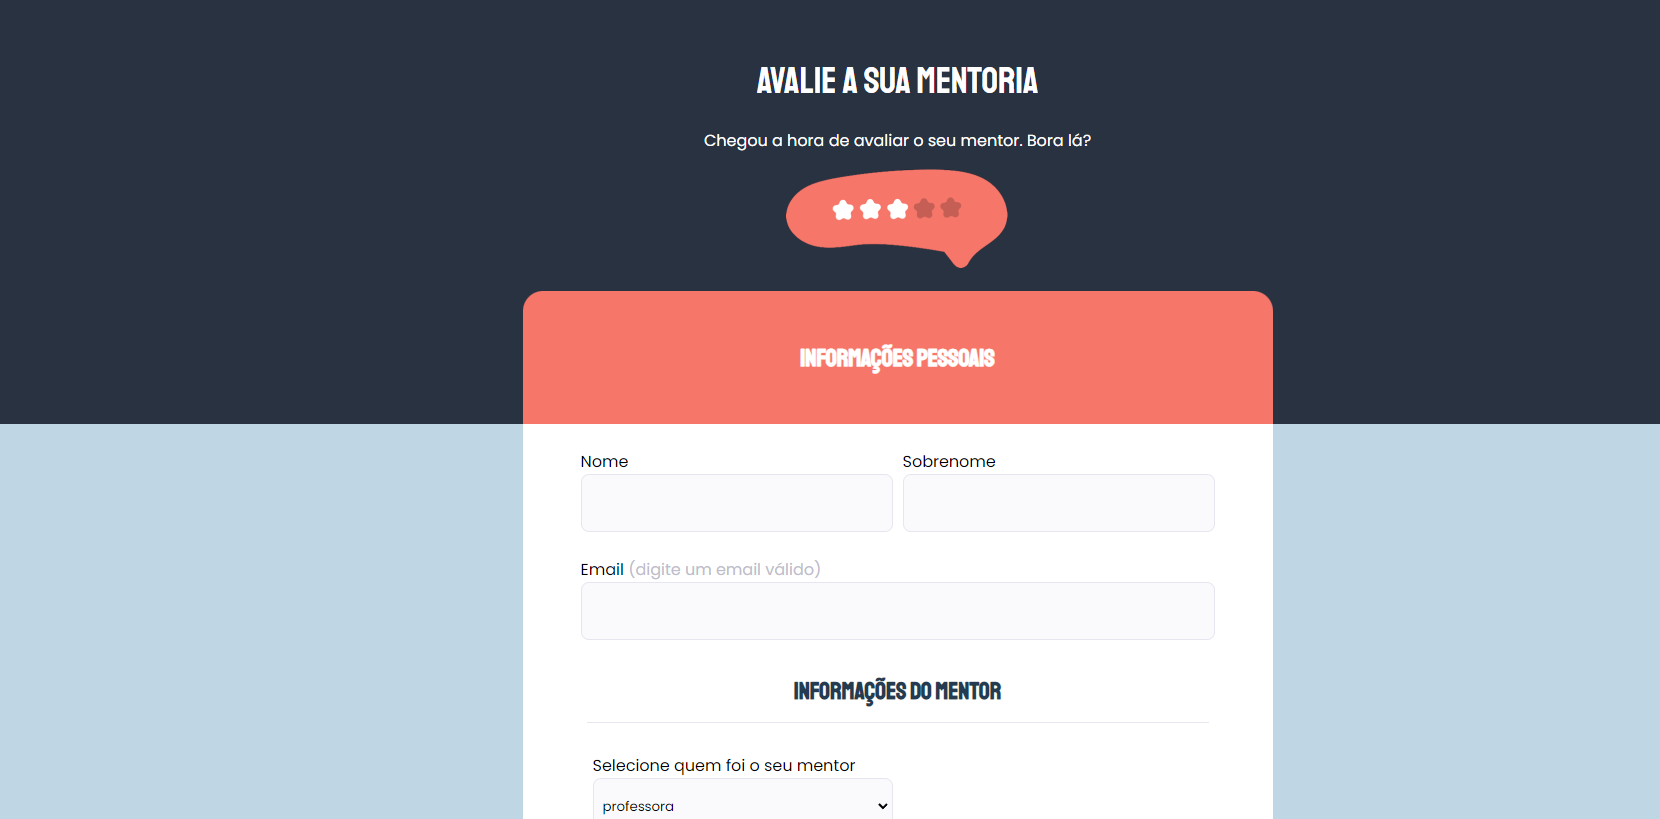 AVALIE A SUA MENTORIA
Chegou a hora de avaliar o seu mentor. Bora lá?
INFORMAÇÕES PESSOAIS
Nome Sobrenome
Email (digite um email válido)
INFORMAÇÕES DO MENTOR
Selecione quem foi o seu mentor
professora